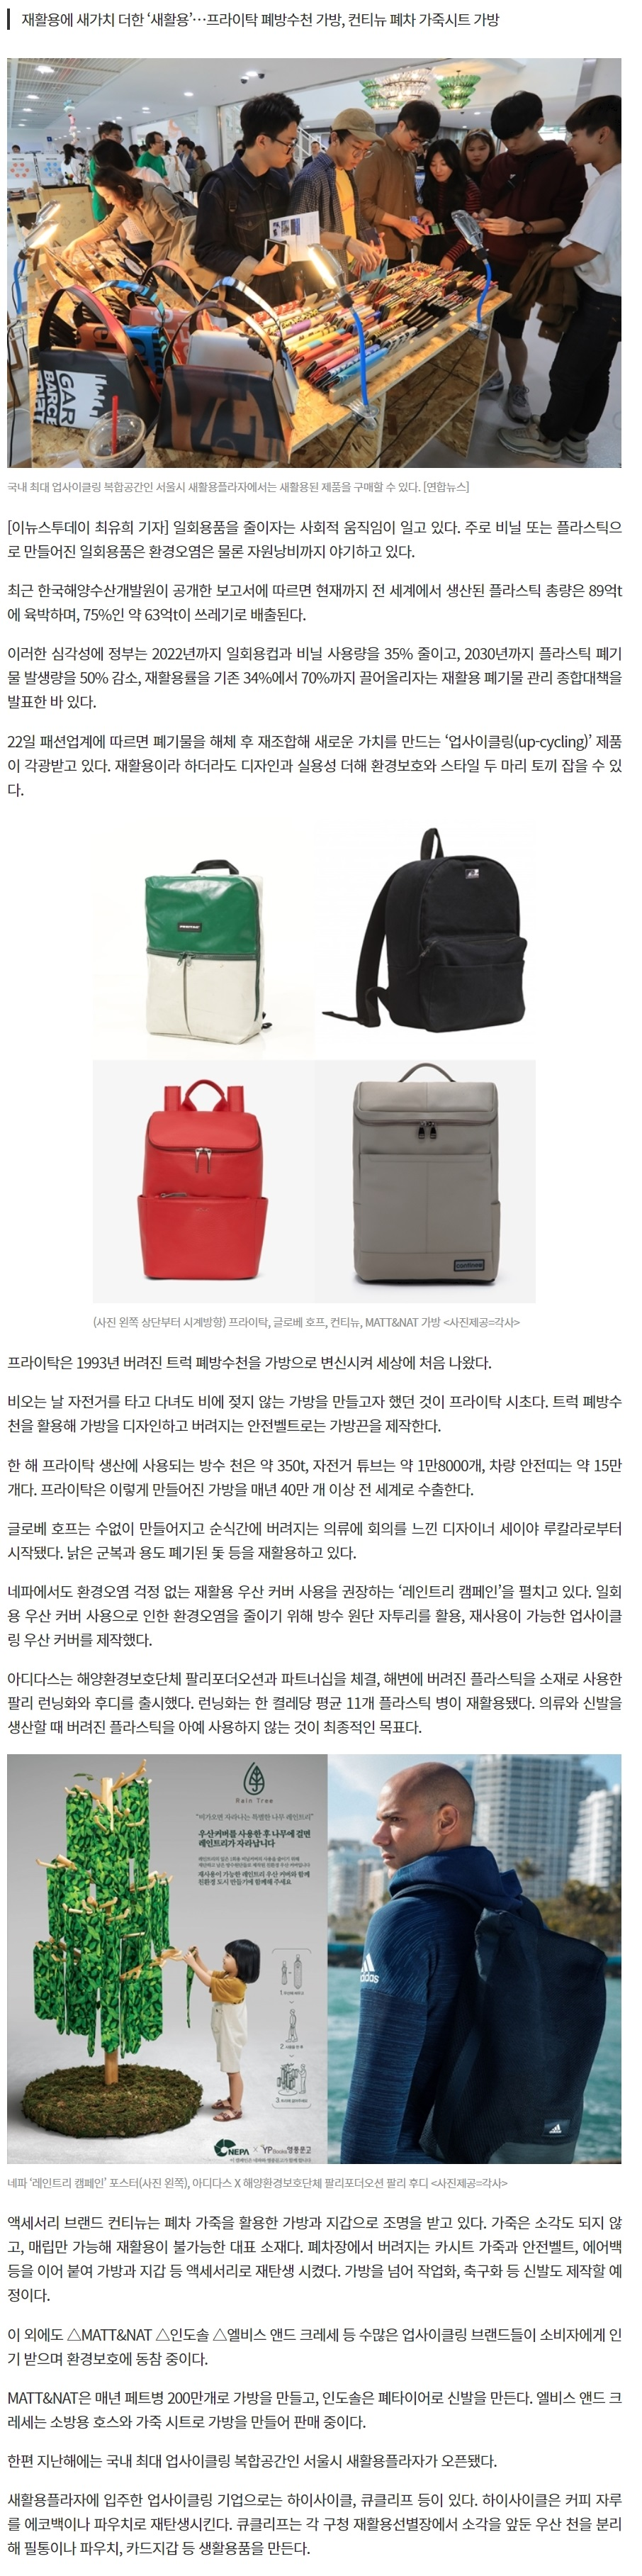 재활용에 새가치 더한 ‘새활용’…프라이탁 폐방수천 가방, 컨티뉴 폐차 가죽시트 가방
GAR
BARCE
국내 최대 업사이클링 복합공간인 서울시 새활용플라자에서는 새활용된 제품을 구매할 수 있다. [연합뉴스]
[이뉴스투데이 최유희 기자] 일회용품을 줄이자는 사회적 움직임이 일고 있다. 주로 비닐 또는 플라스틱으
로 만들어진 일회용품은 환경오염은 물론 자원낭비까지 야기하고 있다.
최근 한국해양수산개발원이 공개한 보고서에 따르면 현재까지 전 세계에서 생산된 플라스틱 총량은 89억t
에 육박하며, 75%인 약 63억t이 쓰레기로 배출된다.
이러한 심각성에 정부는 2022년까지 일회용컵과 비닐 사용량을 35% 줄이고, 2030년까지 플라스틱 폐기
물 발생량을 50% 감소, 재활용률을 기존 34%에서 70%까지 끌어올리자는 재활용 폐기물 관리 종합대책을
발표한 바 있다.
22일 패션업계에 따르면 폐기물을 해체 후 재조합해 새로운 가치를 만드는 ‘업사이클링(up-cycling)’ 제품
이 각광받고 있다. 재활용이라 하더라도 디자인과 실용성 더해 환경보호와 스타일 두 마리 토끼 잡을 수 있
다.
FREITAG
continew
(사진 왼쪽 상단부터 시계방향) 프라이탁, 글로베 호프, 컨티뉴, MATT&NAT 가방 <사진제공=각사>
프라이탁은 1993년 버려진 트럭 폐방수천을 가방으로 변신시켜 세상에 처음 나왔다.
비오는 날 자전거를 타고 다녀도 비에 젖지 않는 가방을 만들고자 했던 것이 프라이탁 시초다. 트럭 폐방수
천을 활용해 가방을 디자인하고 버려지는 안전벨트로는 가방끈을 제작한다.
한 해 프라이탁 생산에 사용되는 방수 천은 약 350t, 자전거 튜브는 약 1만8000개, 차량 안전띠는 약 15만
개다. 프라이탁은 이렇게 만들어진 가방을 매년 40만 개 이상 전 세계로 수출한다.
글로베 호프는 수없이 만들어지고 순식간에 버려지는 의류에 회의를 느낀 디자이너 세이야 루칼라로부터
시작됐다. 낡은 군복과 용도 폐기된 돛 등을 재활용하고 있다.
네파에서도 환경오염 걱정 없는 재활용 우산 커버 사용을 권장하는 ‘레인트리 캠페인’을 펼치고 있다. 일회
용 우산 커버 사용으로 인한 환경오염을 줄이기 위해 방수 원단 자투리를 활용, 재사용이 가능한 업사이클
링 우산 커버를 제작했다.
아디다스는 해양환경보호단체 팔리포더오션과 파트너십을 체결, 해변에 버려진 플라스틱을 소재로 사용한
팔리 런닝화와 후디를 출시했다. 런닝화는 한 켤레당 평균 11개 플라스틱 병이 재활용됐다. 의류와 신발을
생산할 때 버려진 플라스틱을 아예 사용하지 않는 것이 최종적인 목표다.
Rain Tree
“비가오면 자라나는 특별한 나무 레인트리”
우산커버를 사용한 후 나무에 걸면
레인트리가 자라납니다
재사용이 가능한 레인트리 우산 커버와 함께
친환경 도시 만들기에 함께해 주세요
1
2
3
NEPA X YP Books 영풍문고
adidas
adidas
네파 ‘레인트리 캠페인’ 포스터(사진 왼쪽), 아디다스 X 해양환경보호단체 팔리포더오션 팔리 후디 <사진제공=각사>
액세서리 브랜드 컨티뉴는 폐차 가죽을 활용한 가방과 지갑으로 조명을 받고 있다. 가죽은 소각도 되지 않
고, 매립만 가능해 재활용이 불가능한 대표 소재다. 폐차장에서 버려지는 카시트 가죽과 안전벨트, 에어백
등을 이어 붙여 가방과 지갑 등 액세서리로 재탄생 시켰다. 가방을 넘어 작업화, 축구화 등 신발도 제작할 예
정이다.
이 외에도 △MATT&NAT △인도솔 △엘비스 앤드 크레세 등 수많은 업사이클링 브랜드들이 소비자에게 인
기 받으며 환경보호에 동참 중이다.
MATT&NAT은 매년 페트병 200만개로 가방을 만들고, 인도솔은 폐타이어로 신발을 만든다. 엘비스 앤드 크
레세는 소방용 호스와 가죽 시트로 가방을 만들어 판매 중이다.
한편 지난해에는 국내 최대 업사이클링 복합공간인 서울시 새활용플라자가 오픈됐다.
새활용플라자에 입주한 업사이클링 기업으로는 하이사이클, 큐클리프 등이 있다. 하이사이클은 커피 자루
를 에코백이나 파우치로 재탄생시킨다. 큐클리프는 각 구청 재활용선별장에서 소각을 앞둔 우산 천을 분리
해 필통이나 파우치, 카드지갑 등 생활용품을 만든다.